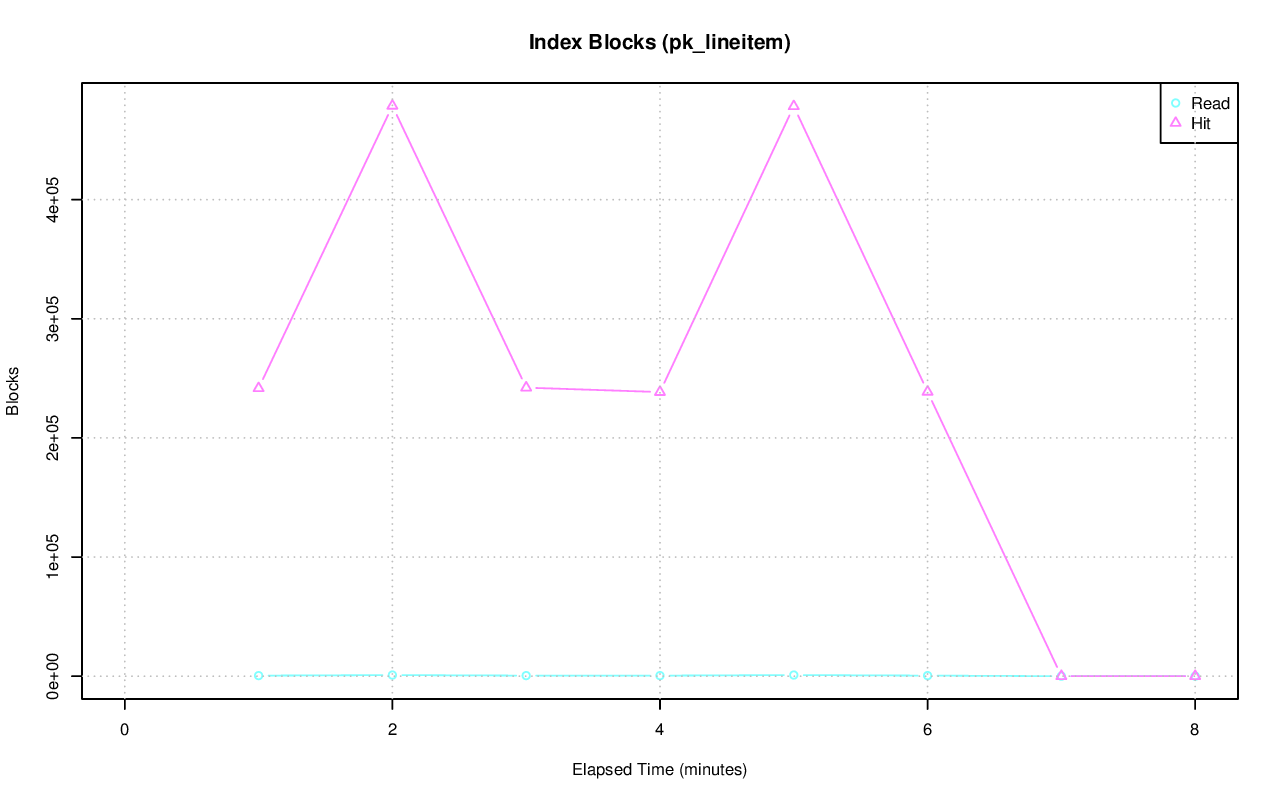 Index Blocks (pk_lineitem)
Read
Hit
Blocks
4e+05
3e+05
2e+05
1e+05
0e+00
0 2 4 6 8
Elapsed Time (minutes)